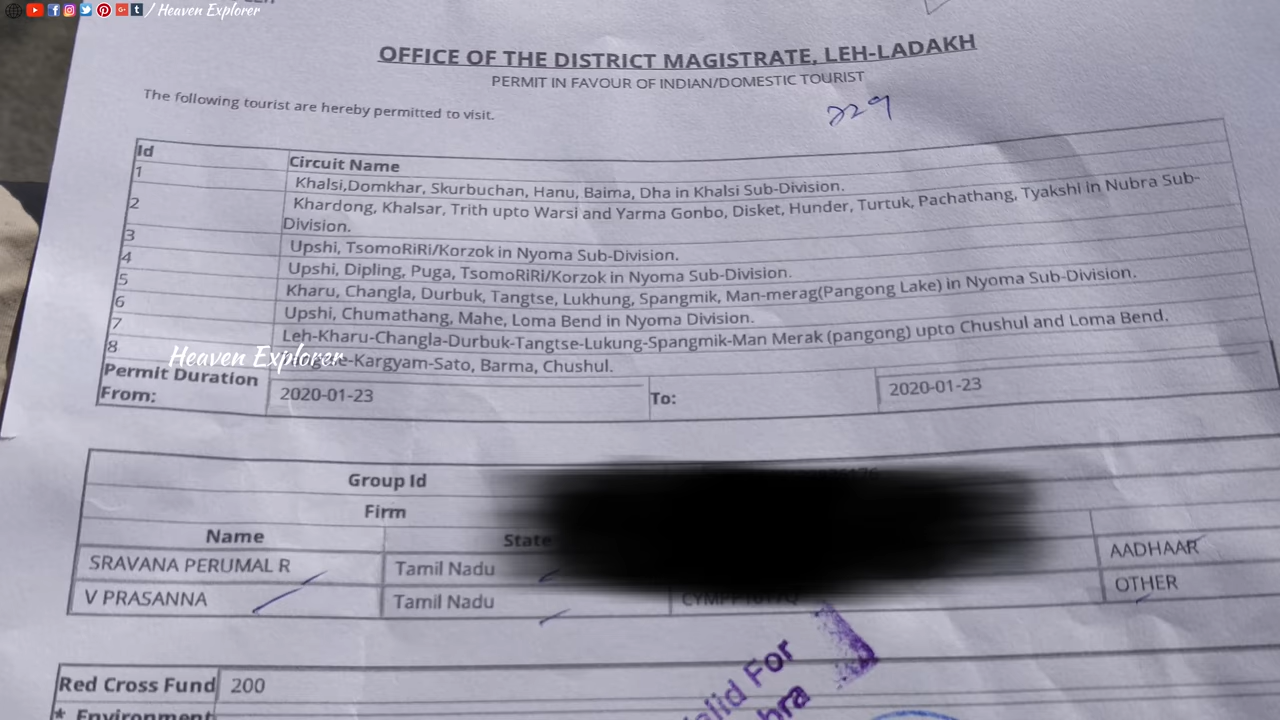 / Heaven Explorer
OFFICE OF THE DISTRICT MAGISTRATE, LEH-LADAKH
PERMIT IN FAVOUR OF INDIAN/DOMESTIC TOURIST
The following tourist are hereby permitted to visit.
229
Id Circuit Name
1 Khalsi,Domkhar, Skurbuchan, Hanu, Baima, Dha in Khalsi Sub-Division.
2 Khardong, Khalsar, Trith upto Warsi and Yarma Gonbo, Disket, Hunder, Turtuk, Pachathang, Tyakshi in Nubra Sub-
Division.
3 Upshi, TsomoRiRi/Korzok in Nyoma Sub-Division.
4 Upshi, Dipling, Puga, TsomoRiRi/Korzok in Nyoma Sub-Division.
5 Kharu, Changla, Durbuk, Tangtse, Lukhung, Spangmik, Man-merag(Pangong Lake) in Nyoma Sub-Division.
6 Upshi, Chumathang, Mahe, Loma Bend in Nyoma Division.
7 Leh-Kharu-Changla-Durbuk-Tangtse-Lukung-Spangmik-Man Merak (pangong) upto Chushul and Loma Bend.
8 -Kargyam-Sato, Barma, Chushul.
Heaven Explorer
Permit Duration
From: 2020-01-23 To: 2020-01-23
Group Id
Firm
Name State
SRAVANA PERUMAL R Tamil Nadu AADHAAR
V PRASANNA Tamil Nadu OTHER
Red Cross Fund 200
* Environment
For